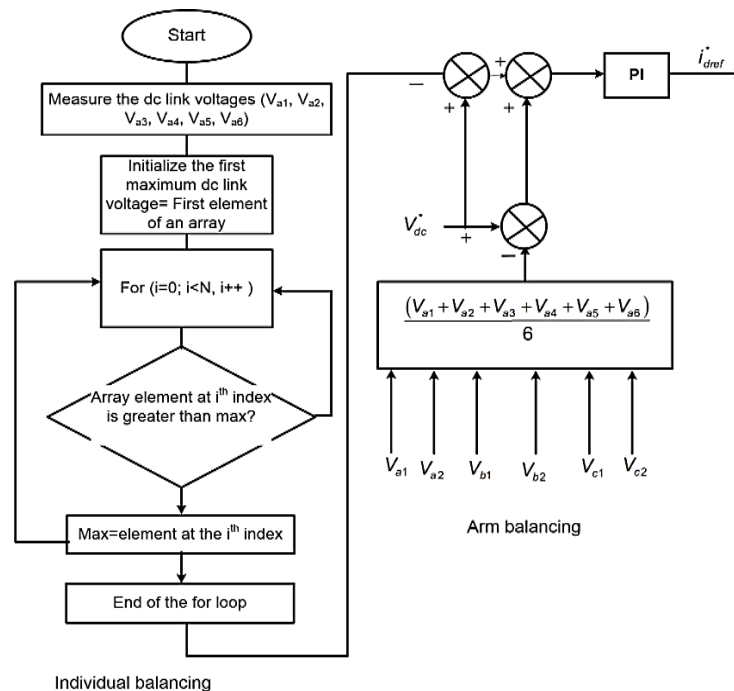 Start
Measure the dc link voltages (Va1, Va2,
Va3, Va4, Va5, Va6)
Initialize the first
maximum dc link
voltage= First element
of an array
For (i=0; i<N, i++ )
Array element at ith index
is greater than max?
Max=element at the ith index
End of the for loop
Individual balancing
− + + +
PI
i*dref
V*dc
+ −
(Va1 + Va2 + Va3 + Va4 + Va5 + Va6)
6
Va1 Va2 Vb1 Vb2 Vc1 Vc2
Arm balancing